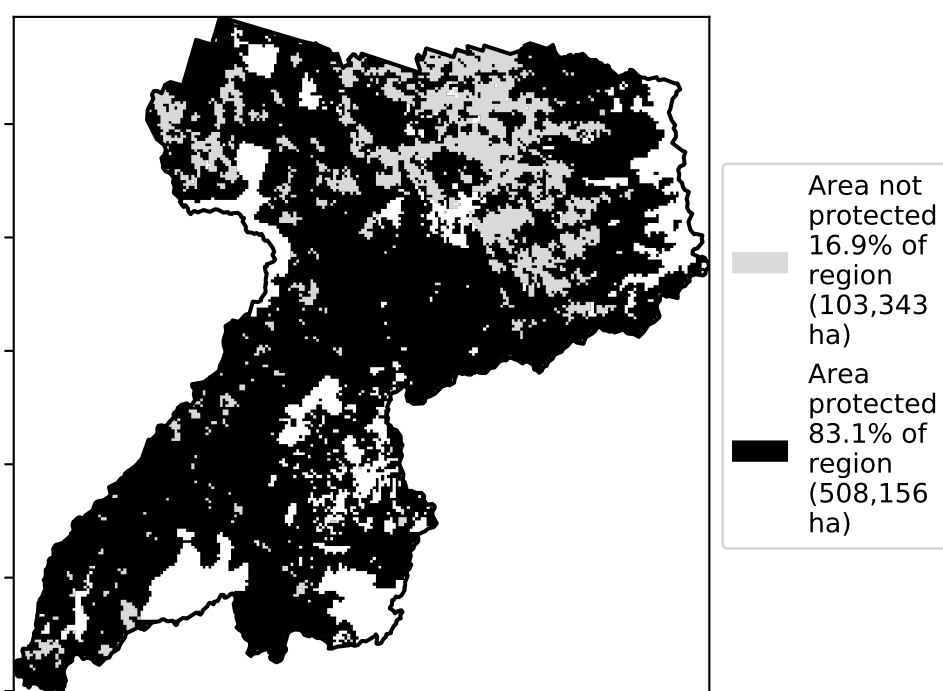 Area not
protected
16.9% of
region
(103,343
ha)
Area
protected
83.1% of
region
(508,156
ha)